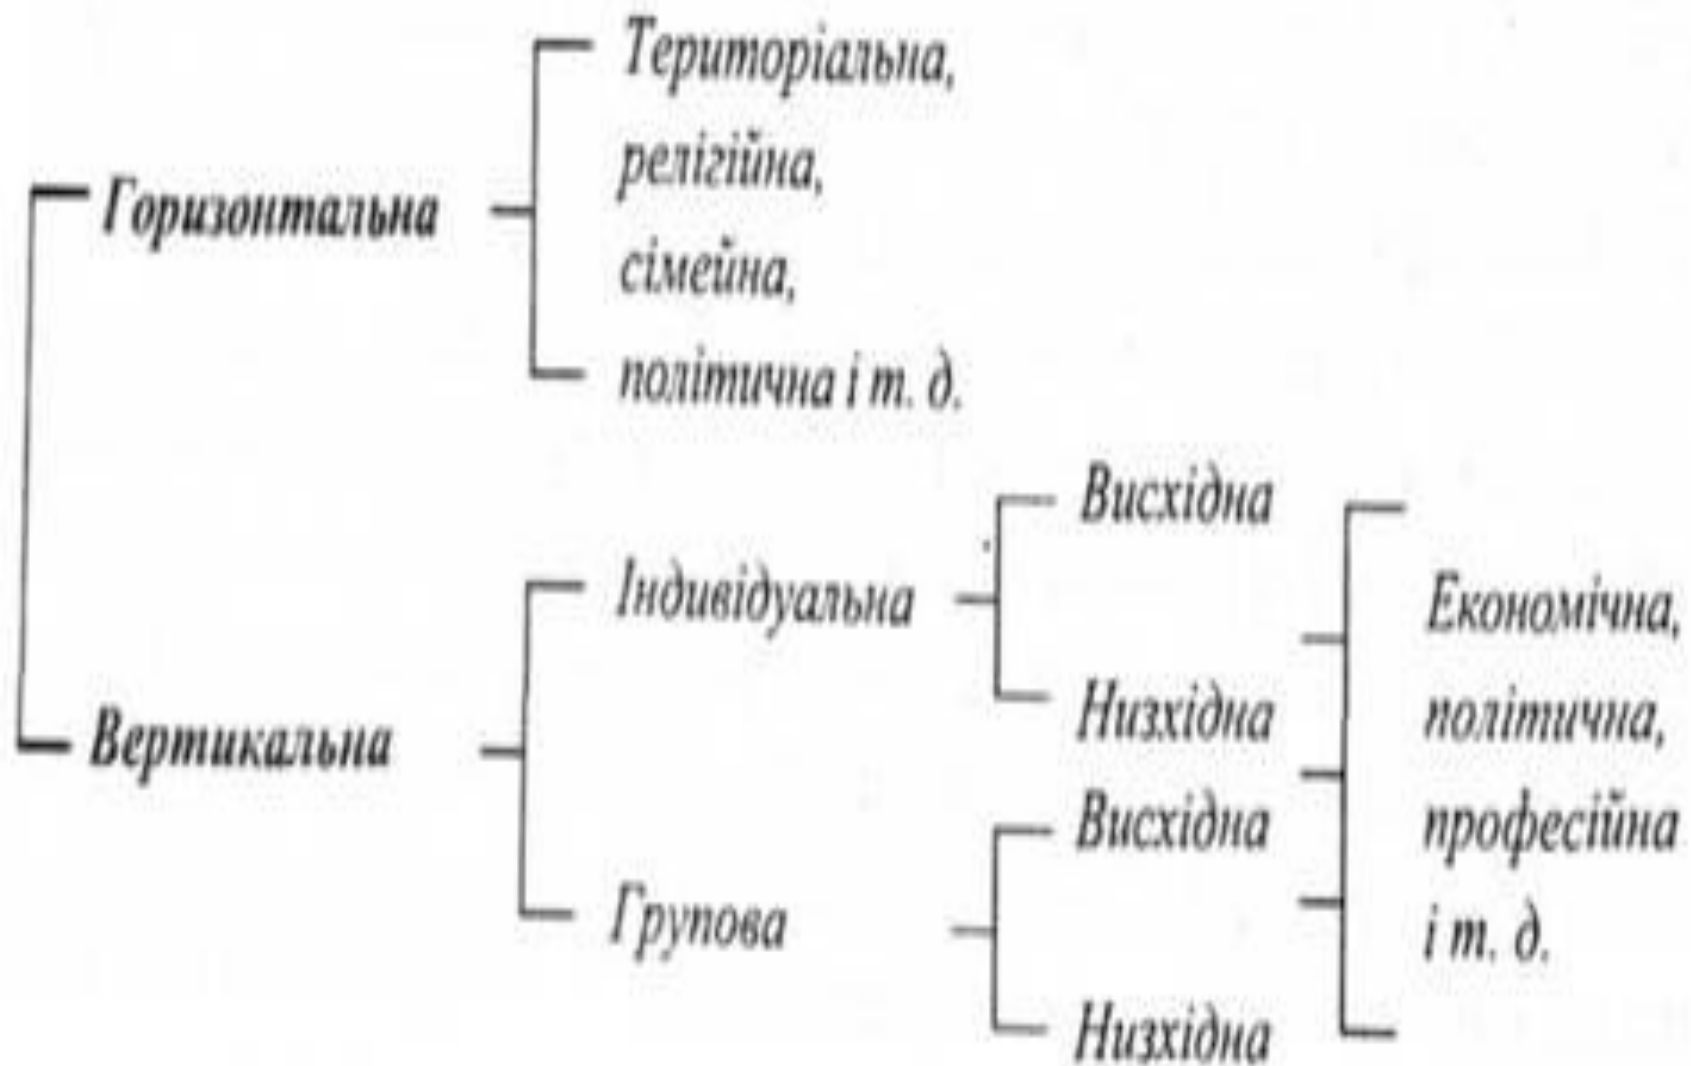 Територіальна,
релігійна,
Горизонтальна
сімейна,
політична і т. д.
Висхідна
Індивідуальна
Економічна,
Низхідна
політична,
Вертикальна
Висхідна
професійна
Групова
і т. д.
Низхідна